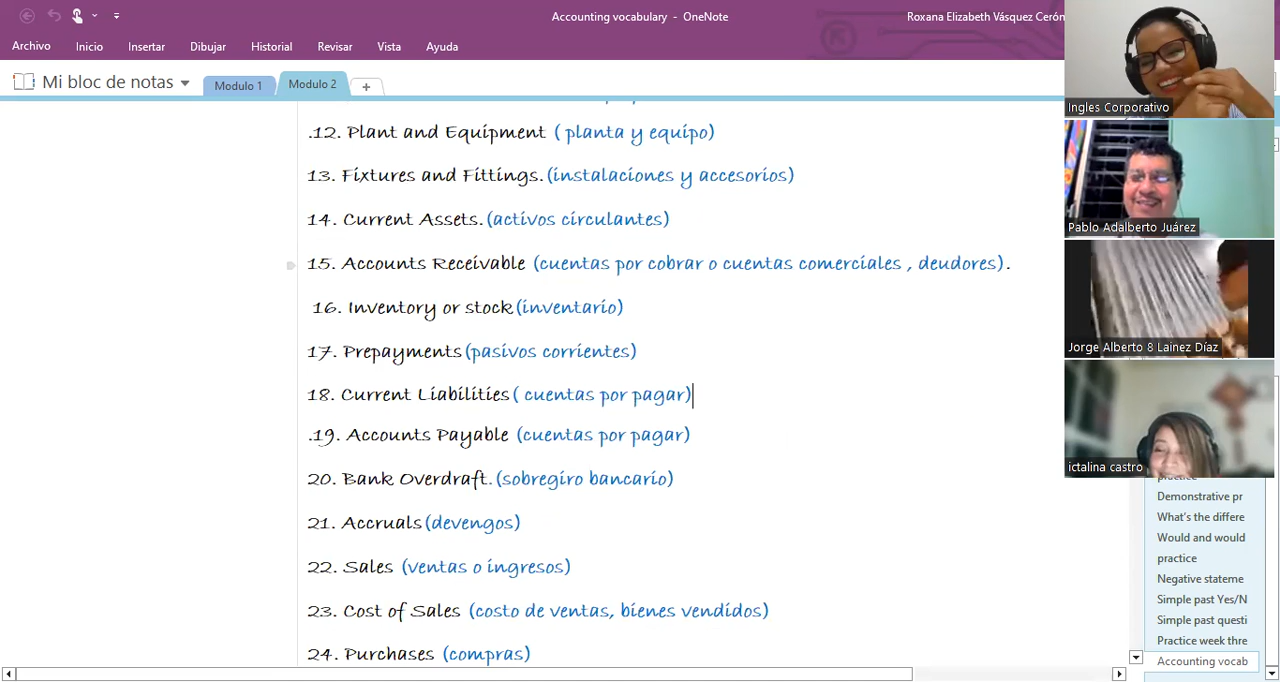 Accounting vocabulary - OneNote
Roxana Elizabeth Vásquez Cerón
Archivo Inicio Insertar Dibujar Historial Revisar Vista Ayuda
Mi bloc de notas Modulo 1 Modulo 2 +
.12. Plant and Equipment ( planta y equipo)
13. Fixtures and Fittings. (instalaciones y accesorios)
14. Current Assets. (activos circulantes)
15. Accounts Receivable (cuentas por cobrar o cuentas comerciales , deudores).
16. Inventory or stock (inventario)
17. Prepayments (pasivos corrientes)
18. Current Liabilities ( cuentas por pagar)
.19. Accounts Payable (cuentas por pagar)
20. Bank Overdraft. (sobregiro bancario)
21. Accruals (devengos)
22. Sales (ventas o ingresos)
23. Cost of Sales (costo de ventas, bienes vendidos)
24. Purchases (compras)
Ingles Corporativo
Pablo Adalberto Juárez
Jorge Alberto 8 Lainez Díaz
ictalina castro
practice
Demonstrative pr
What's the differe
Would and would
practice
Negative stateme
Simple past Yes/N
Simple past questi
Practice week thre
Accounting vocab